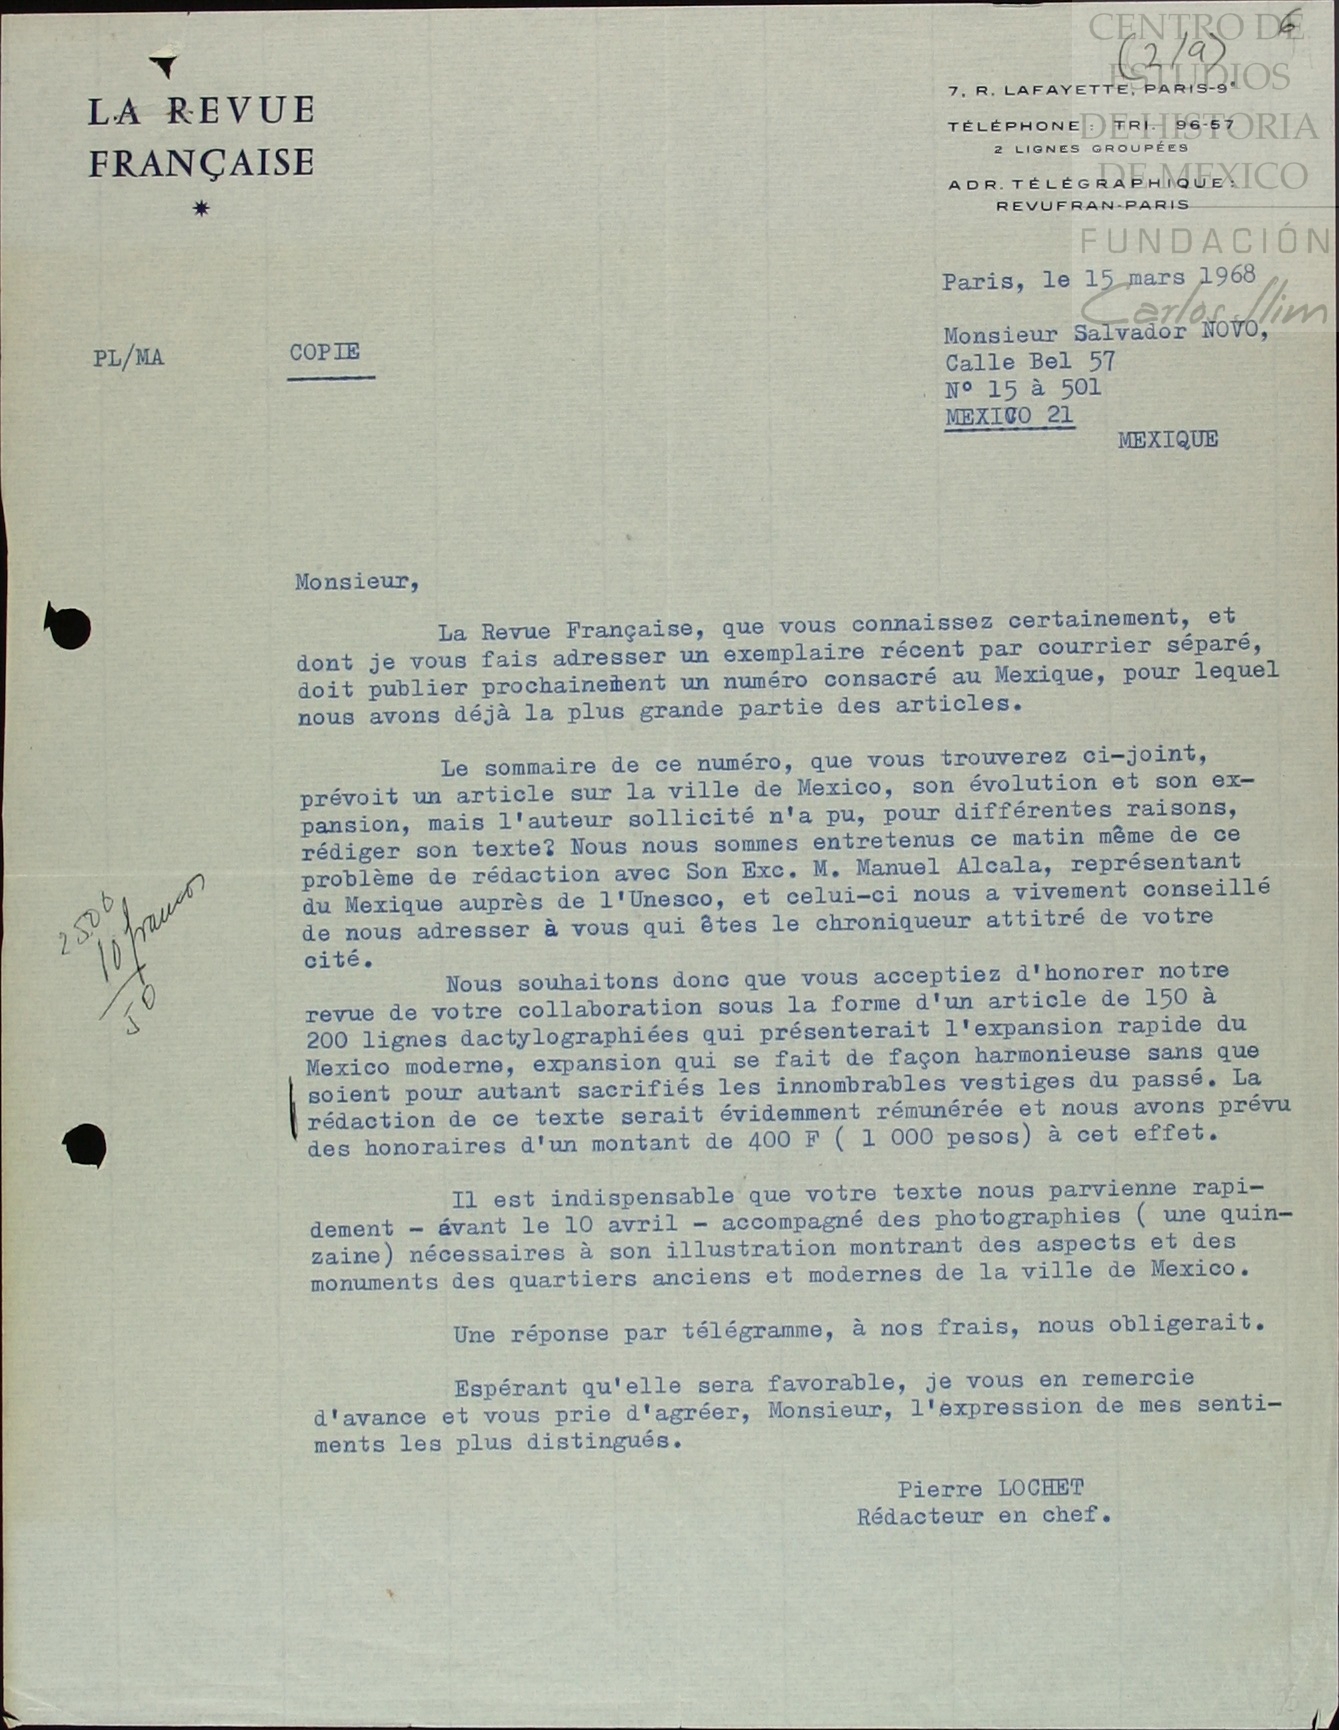 CENTRO DE
ESTUDIOS
DE HISTORIA
DE MEXICO
FUNDACIÓN
Carlos Slim
6
(2/9)
LA REVUE
FRANÇAISE
7, R. LAFAYETTE, PARIS-9e
TÉLÉPHONE : TRI. 96-57
2 LIGNES GROUPÉES
ADR. TÉLÉGRAPHIQUE :
REVUFRAN-PARIS
Paris, le 15 mars 1968
Monsieur Salvador NOVO,
Calle Bel 57
N° 15 à 501
MEXICO 21
MEXIQUE
PL/MA
COPIE
Monsieur,
La Revue Française, que vous connaissez certainement, et
dont je vous fais adresser un exemplaire récent par courrier séparé,
doit publier prochainement un numéro consacré au Mexique, pour lequel
nous avons déjà la plus grande partie des articles.
Le sommaire de ce numéro, que vous trouverez ci-joint,
prévoit un article sur la ville de Mexico, son évolution et son ex-
pansion, mais l'auteur sollicité n'a pu, pour différentes raisons,
rédiger son texte? Nous nous sommes entretenus ce matin même de ce
problème de rédaction avec Son Exc. M. Manuel Alcala, représentant
du Mexique auprès de l'Unesco, et celui-ci nous a vivement conseillé
de nous adresser à vous qui êtes le chroniqueur attitré de votre
cité.
Nous souhaitons donc que vous acceptiez d'honorer notre
revue de votre collaboration sous la forme d'un article de 150 à
200 lignes dactylographiées qui présenterait l'expansion rapide du
Mexico moderne, expansion qui se fait de façon harmonieuse sans que
soient pour autant sacrifiés les innombrables vestiges du passé. La
rédaction de ce texte serait évidemment rémunérée et nous avons prévu
des honoraires d'un montant de 400 F ( 1 000 pesos) à cet effet.
Il est indispensable que votre texte nous parvienne rapi-
dement - avant le 10 avril - accompagné des photographies ( une quin-
zaine) nécessaires à son illustration montrant des aspects et des
monuments des quartiers anciens et modernes de la ville de Mexico.
Une réponse par télégramme, à nos frais, nous obligerait.
Espérant qu'elle sera favorable, je vous en remercie
d'avance et vous prie d'agréer, Monsieur, l'expression de mes senti-
ments les plus distingués.
Pierre LOCHET
Rédacteur en chef.
2500
10 francos
50